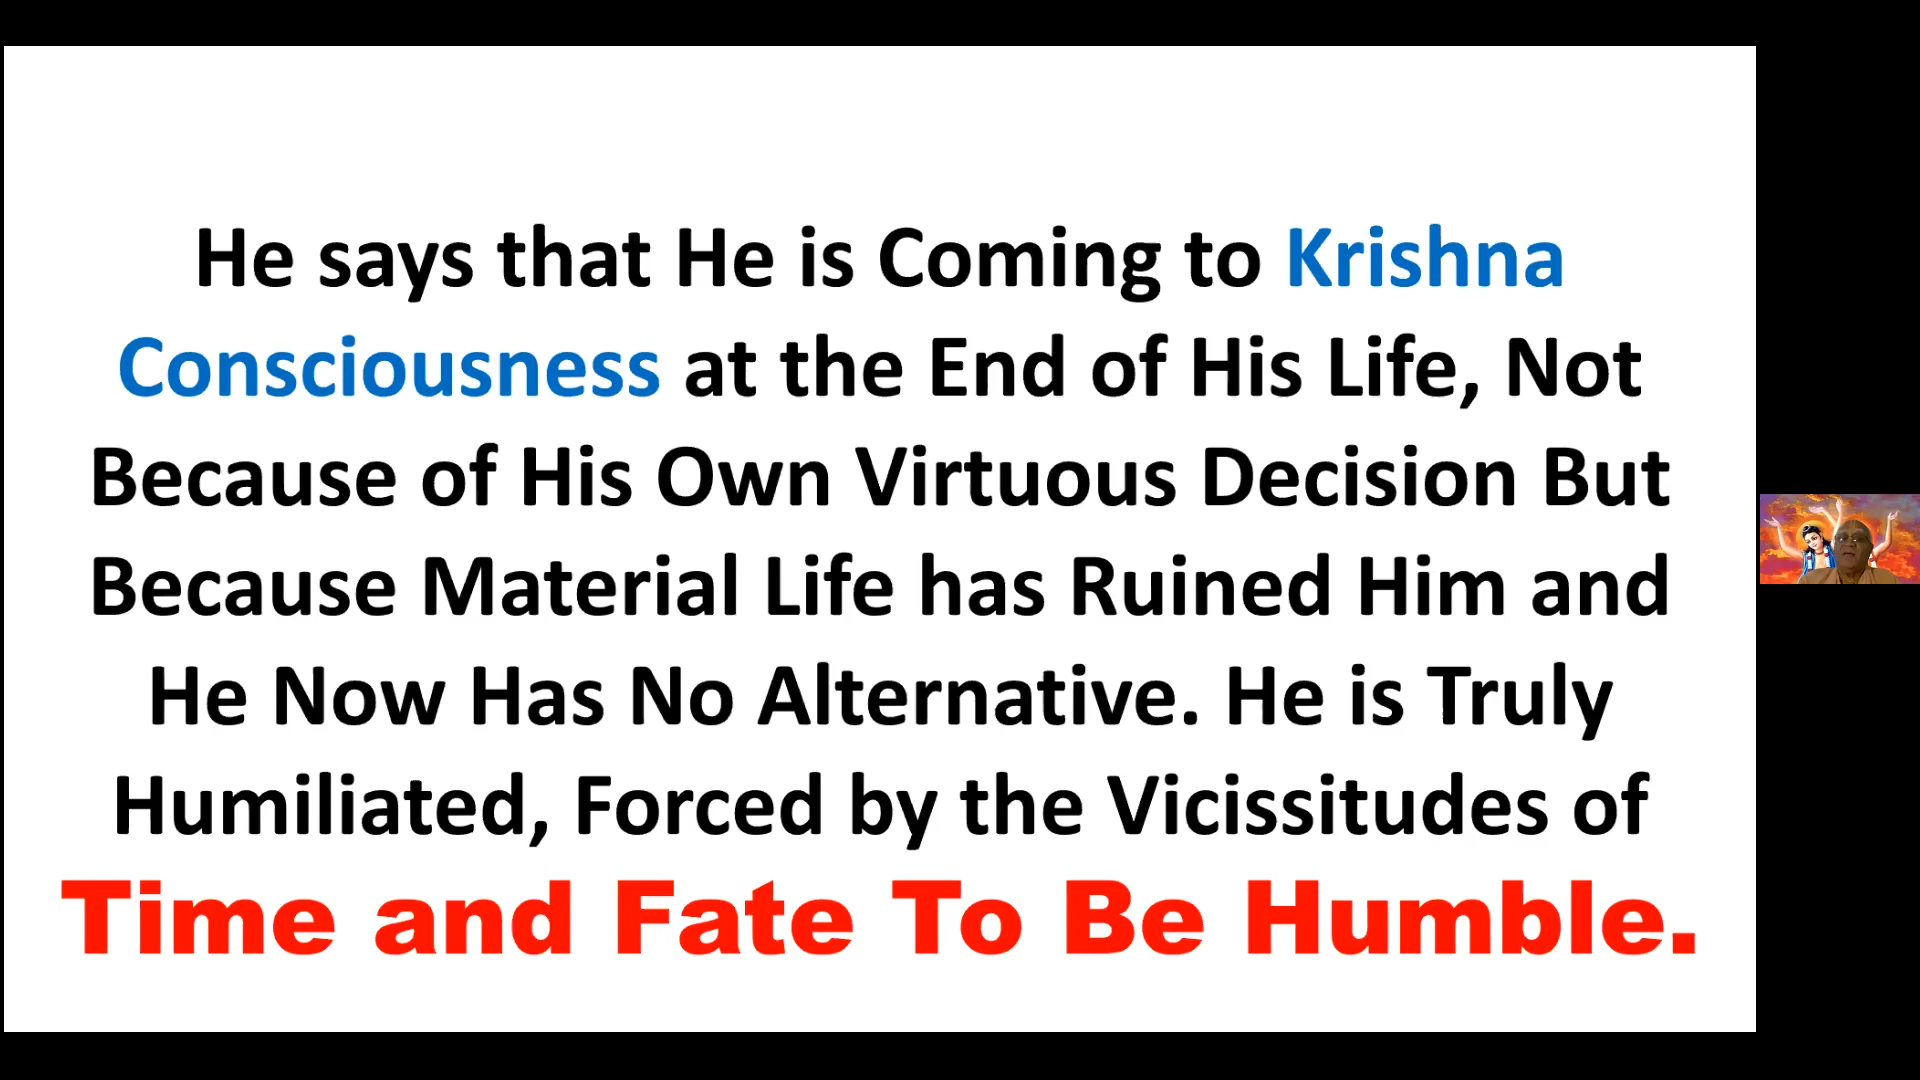 He says that He is Coming to Krishna
Consciousness at the End of His Life, Not
Because of His Own Virtuous Decision But
Because Material Life has Ruined Him and
He Now Has No Alternative. He is Truly
Humiliated, Forced by the Vicissitudes of
Time and Fate To Be Humble.